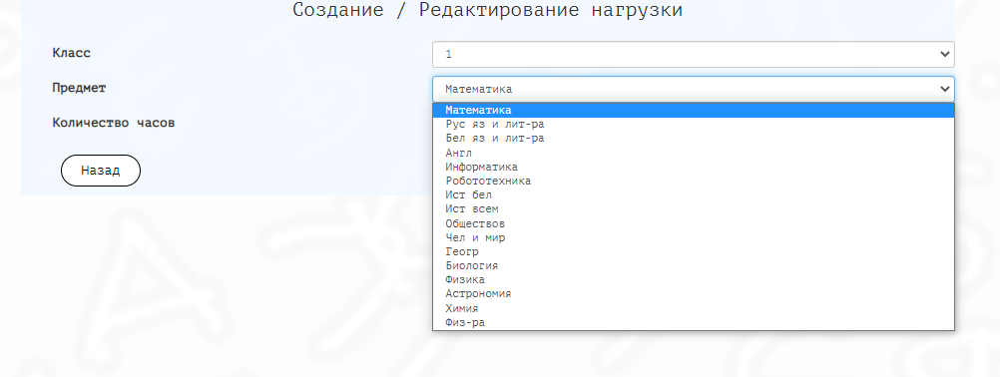 Создание / Редактирование нагрузки
Класс
1
Предмет
Математика
Математика
Рус яз и лит-ра
Бел яз и лит-ра
Количество часов
Англ
Информатика
Назад
Робототехника
Ист бел
Ист всем
Обществов
Чел и мир
Геогр
Биология
Физика
Астрономия
Химия
Физ-ра